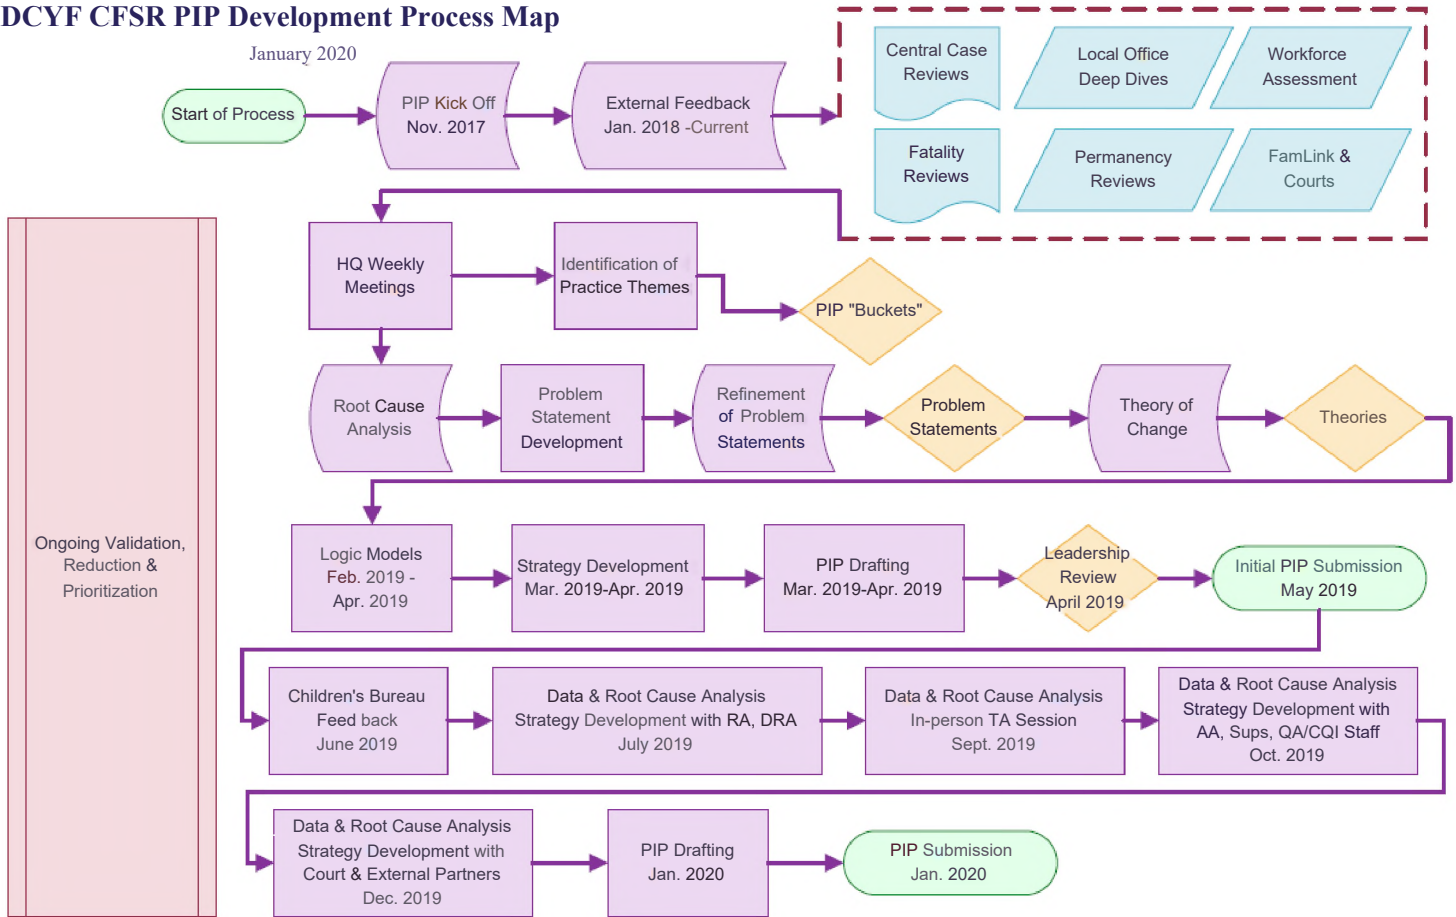 DCYF CFSR PIP Development Process Map
January 2020
Start of Process
PIP Kick Off
Nov. 2017
External Feedback
Jan. 2018 -Current
Central Case
Reviews
Local Office
Deep Dives
Workforce
Assessment
Fatality
Reviews
Permanency
Reviews
FamLink &
Courts
HQ Weekly
Meetings
Identification of
Practice Themes
PIP "Buckets"
Root Cause
Analysis
Problem
Statement
Development
Refinement
of Problem
Statements
Problem
Statements
Theory of
Change
Theories
Ongoing Validation,
Reduction &
Prioritization
Logic Models
Feb. 2019 -
Apr. 2019
Strategy Development
Mar. 2019-Apr. 2019
PIP Drafting
Mar. 2019-Apr. 2019
Leadership
Review
April 2019
Initial PIP Submission
May 2019
Children's Bureau
Feed back
June 2019
Data & Root Cause Analysis
Strategy Development with RA, DRA
July 2019
Data & Root Cause Analysis
In-person TA Session
Sept. 2019
Data & Root Cause Analysis
Strategy Development with
AA, Sups, QA/CQI Staff
Oct. 2019
Data & Root Cause Analysis
Strategy Development with
Court & External Partners
Dec. 2019
PIP Drafting
Jan. 2020
PIP Submission
Jan. 2020